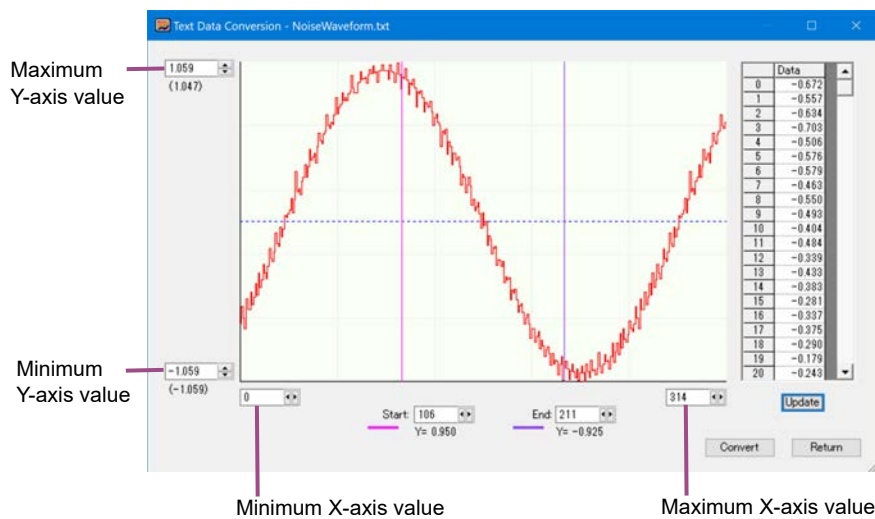 Text Data Conversion - NoiseWaveform.txt
Maximum
Y-axis value
1.059
(1.047)
Minimum
Y-axis value
-1.059
(-1.059)
0
314
Start: 106
Y= 0.950
End: 211
Y= -0.925
Data
0 -0.672
1 -0.557
2 -0.634
3 -0.703
4 -0.506
5 -0.576
6 -0.579
7 -0.463
8 -0.550
9 -0.493
10 -0.404
11 -0.484
12 -0.339
13 -0.433
14 -0.383
15 -0.281
16 -0.337
17 -0.375
18 -0.290
19 -0.179
20 -0.243
Update
Convert
Return
Minimum X-axis value
Maximum X-axis value